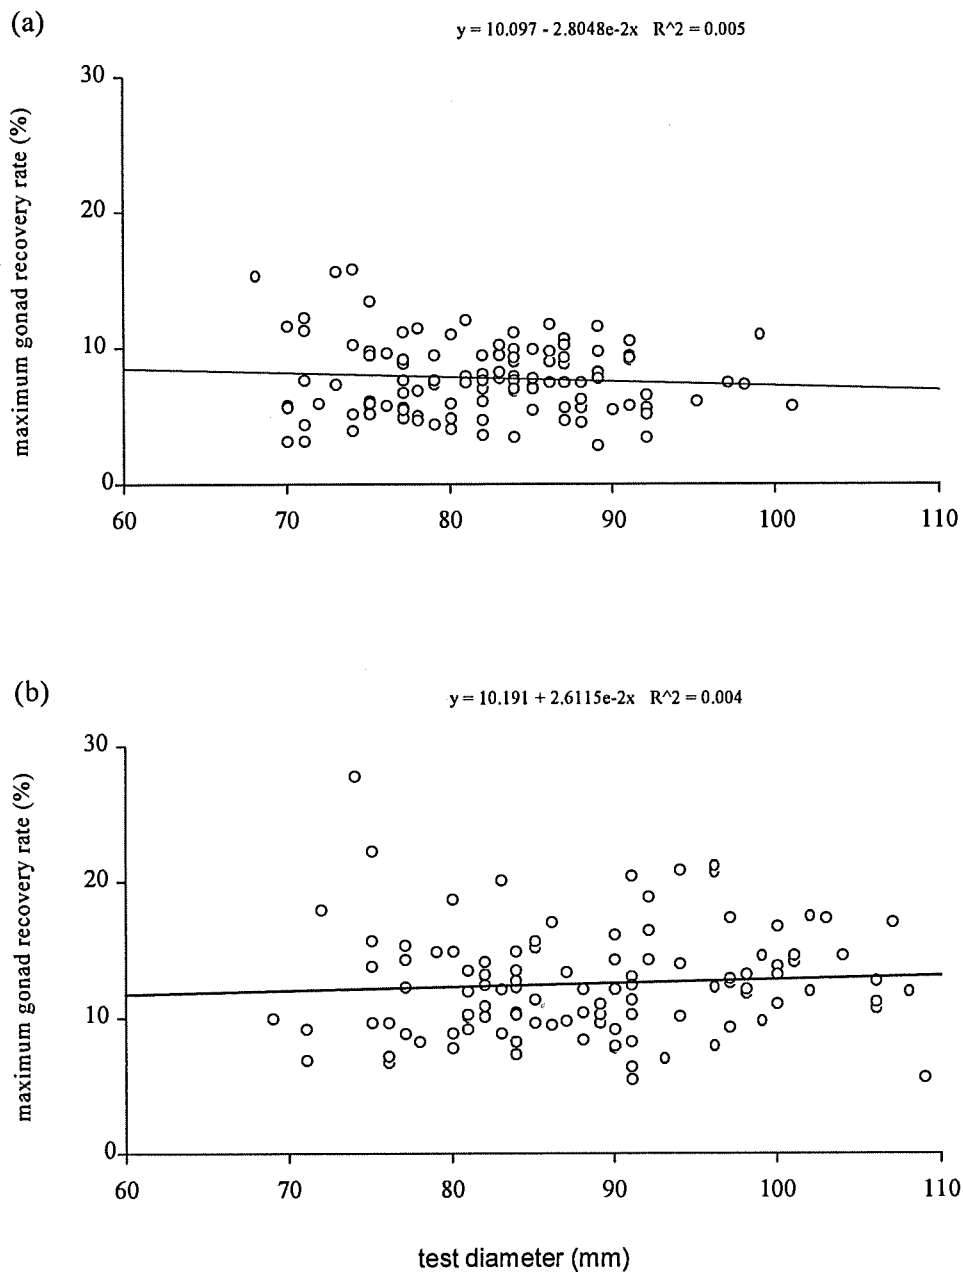 (a)
y = 10.097 - 2.8048e-2x R^2 = 0.005
maximum gonad recovery rate (%)
30
20
10
0
60 70 80 90 100 110
(b)
y = 10.191 + 2.6115e-2x R^2 = 0.004
maximum gonad recovery rate (%)
30
20
10
0
60 70 80 90 100 110
test diameter (mm)